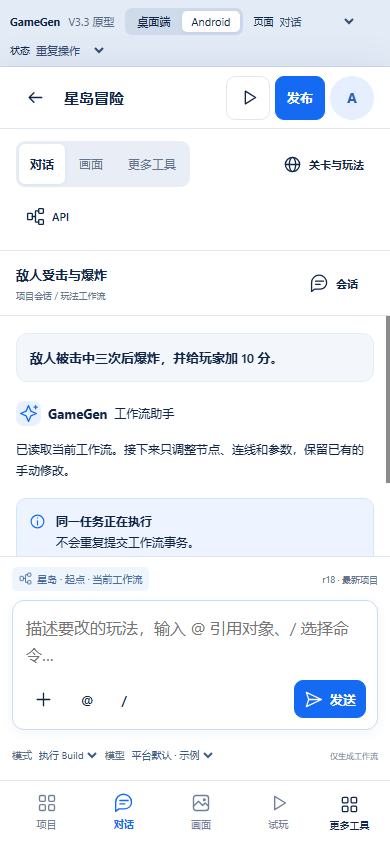 GameGen V3.3 原型 桌面端 Android 页面 对话
状态 重复操作
星岛冒险 发布 A
对话 画面 更多工具 关卡与玩法
API
敌人受击与爆炸
项目会话 / 玩法工作流
会话
敌人被击中三次后爆炸，并给玩家加 10 分。
GameGen 工作流助手
已读取当前工作流。接下来只调整节点、连线和参数，保留已有的
手动修改。
同一任务正在执行
不会重复提交工作流事务。
星岛 · 起点 · 当前工作流 r18 · 最新项目
描述要改的玩法，输入 @ 引用对象、/ 选择命
令...
@ / 发送
模式 执行 Build 模型 平台默认 · 示例 仅生成工作流
项目 对话 画面 试玩 更多工具